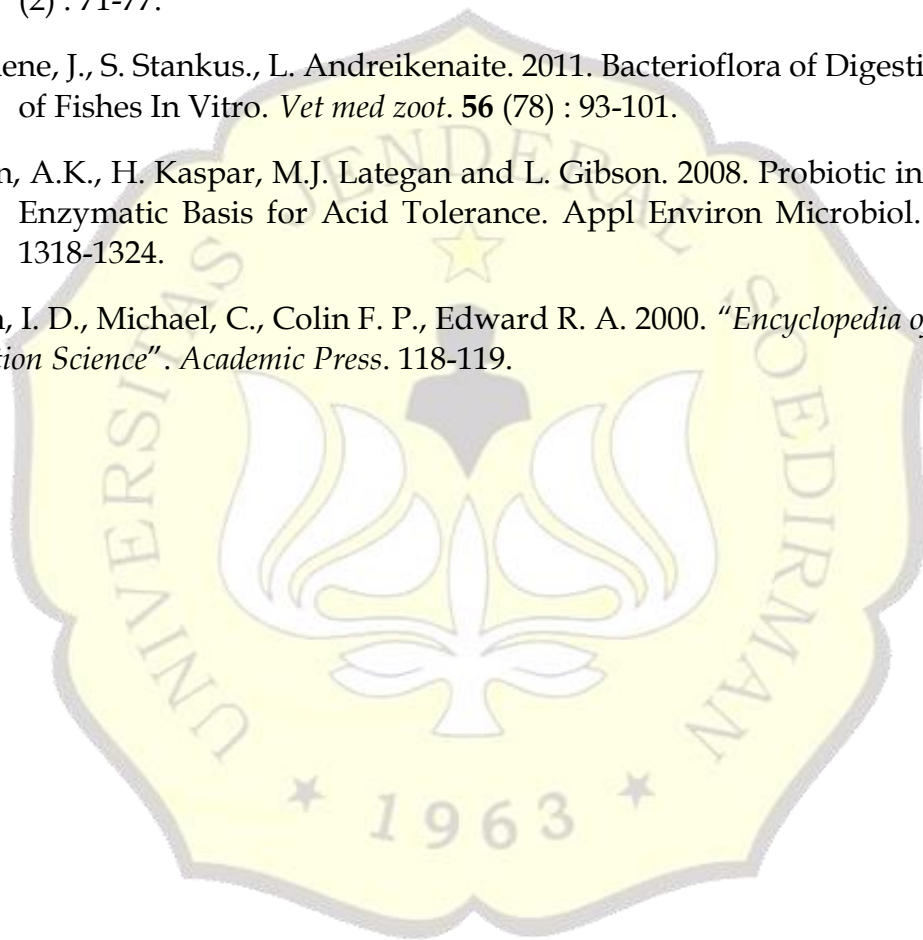 (2) : 71-77.
ene, J., S. Stankus., L. Andreikenaite. 2011. Bacterioflora of Digesti
of Fishes In Vitro. Vet med zoot. 56 (78) : 93-101.
n, A.K., H. Kaspar, M.J. Lategan and L. Gibson. 2008. Probiotic in
Enzymatic Basis for Acid Tolerance. Appl Environ Microbiol.
1318-1324.
, I. D., Michael, C., Colin F. P., Edward R. A. 2000. “Encyclopedia o
tion Science”. Academic Press. 118-119.
UNIVERSITAS JENDERAL SOEDIRMAN
1963